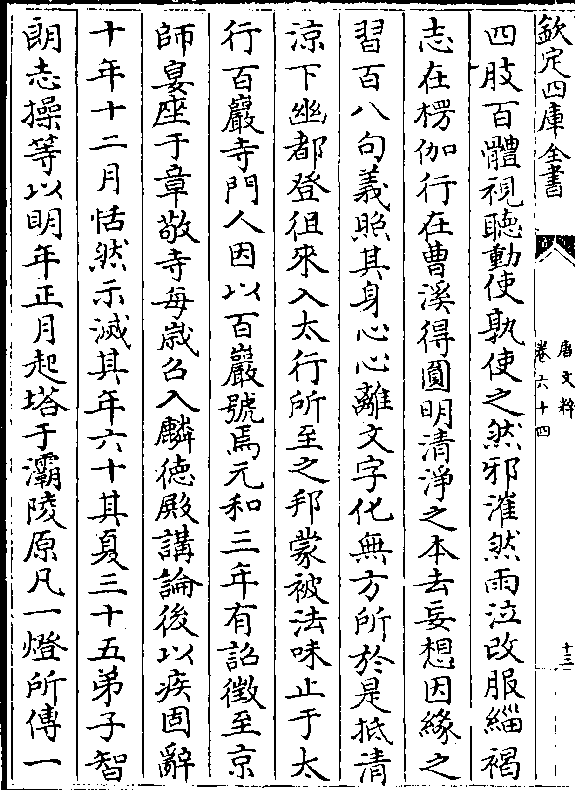 欽定四庫全書
唐文粹
卷六十四
十三
四肢百體視聽動使孰使之然邪漼然雨泣改服緇褐
志在楞伽行在曹溪得圓明清淨之本去妄想因緣之
習百八句義照其身心心離文字化無方所於是抵清
涼下幽都登徂來入太行所至之邦蒙被法味止于太
行百巖寺門人因以百巖號焉元和三年有詔徵至京
師宴座于章敬寺每歲召入麟德殿講論後以疾固辭
十年十二月恬然示滅其年六十其夏三十五弟子智
朗志操等以明年正月起塔于灞陵原凡一燈所傳一